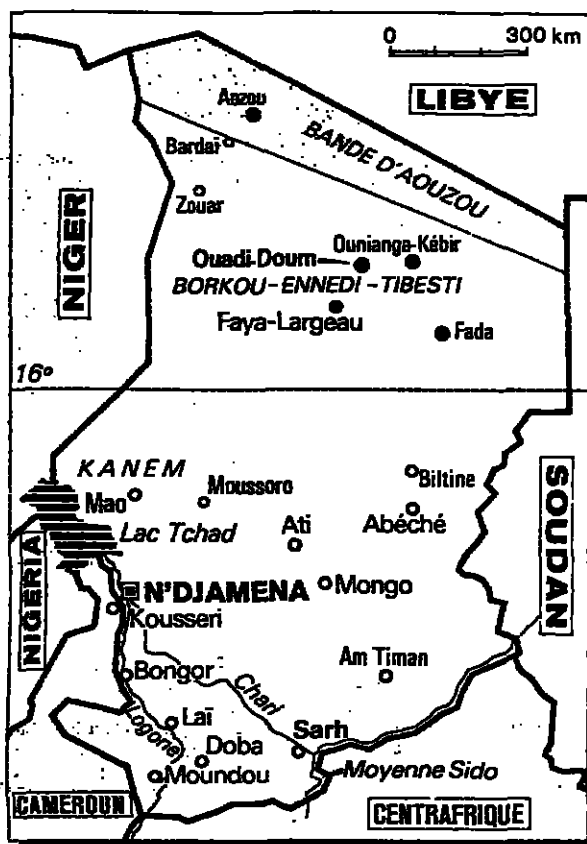 0 300 km
LIBYE
Aozou
BANDE D'AOUZOU
Bardaï
Zouar
NIGER
Ounianga-Kébir
Ouadi-Doum
BORKOU-ENNEDI-TIBESTI
Faya-Largeau
Fada
16°
KANEM
Biltine
Mao
Moussoro
Abéché
Lac Tchad
Ati
SOUDAN
NIGERIA
N'DJAMENA
Mongo
Kousseri
Bongor
Am Timan
Chari
Logone
Laï
Sarh
Doba
Moundou
Moyenne Sido
CAMEROUN
CENTRAFRIQUE